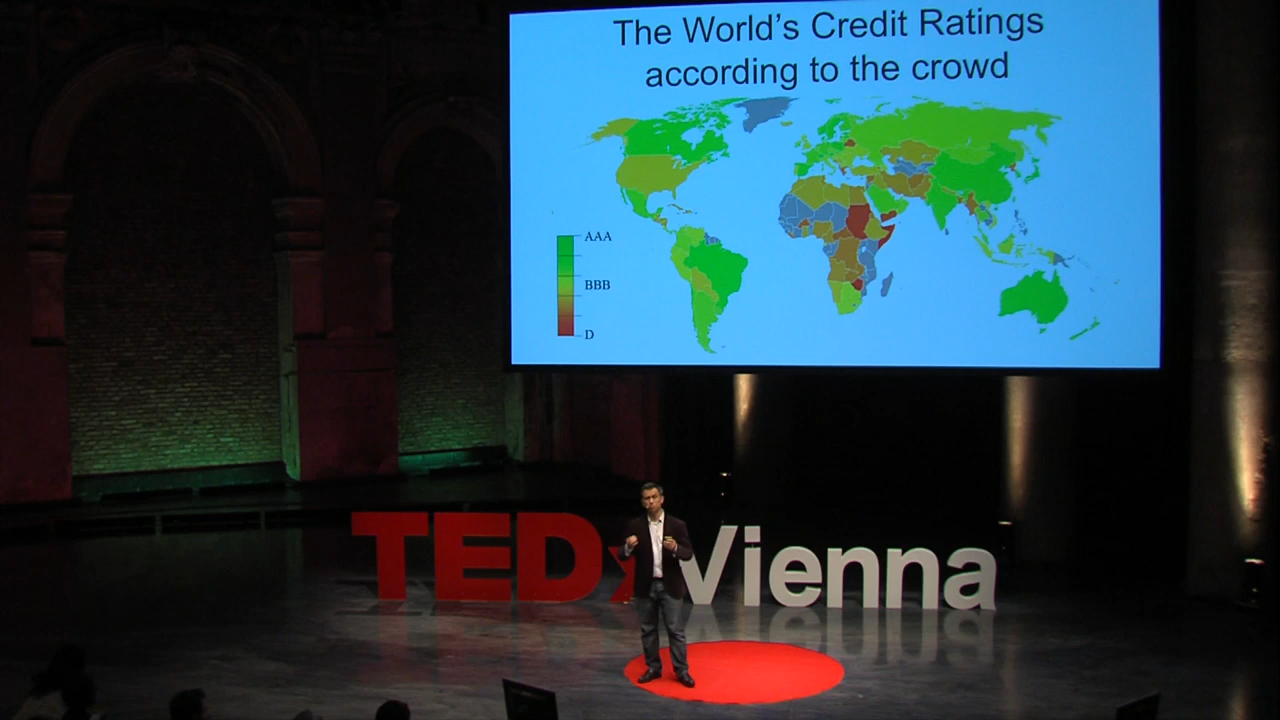 The World's Credit Ratings
according to the crowd
AAA
BBB
D
TEDxVienna